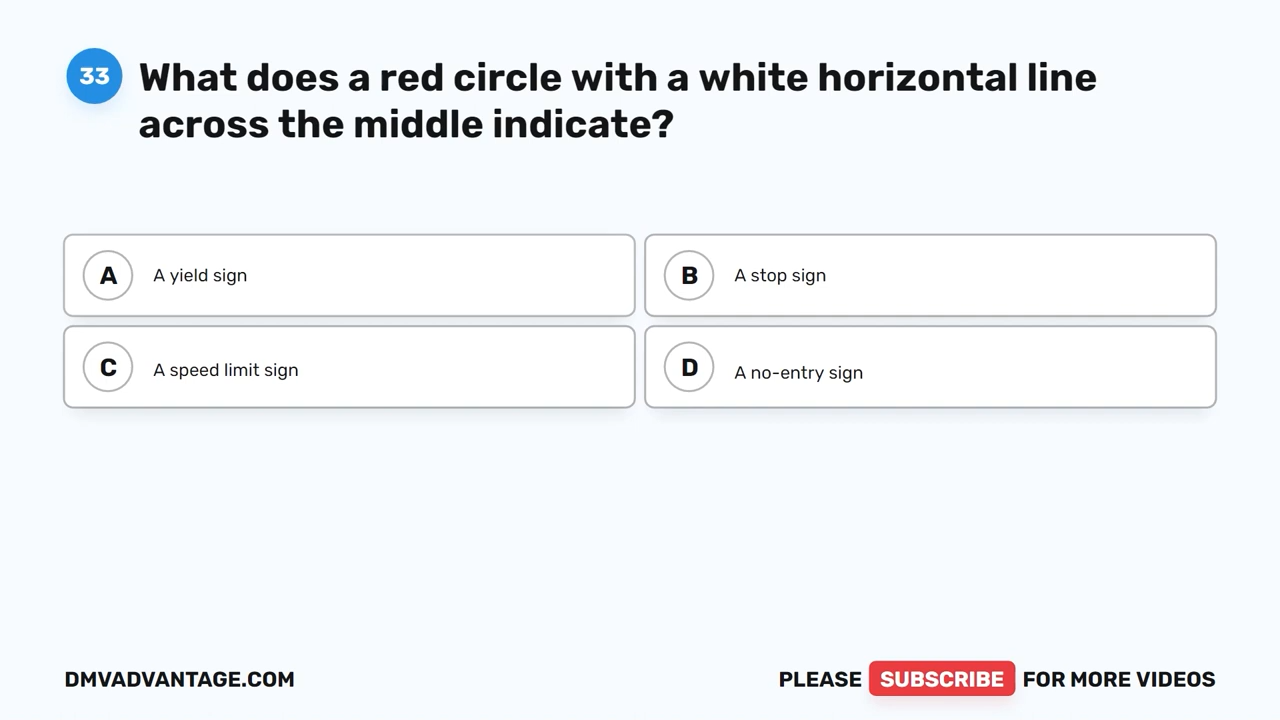 33
What does a red circle with a white horizontal line
across the middle indicate?
A
A yield sign
B
A stop sign
C
A speed limit sign
D
A no-entry sign
DMVADVANTAGE.COM
PLEASE SUBSCRIBE FOR MORE VIDEOS